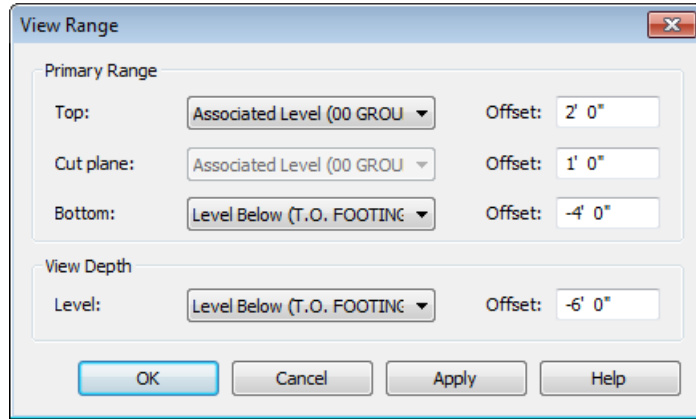 View Range
Primary Range
Top: Associated Level (00 GROU Offset: 2' 0"
Cut plane: Associated Level (00 GROU Offset: 1' 0"
Bottom: Level Below (T.O. FOOTING Offset: -4' 0"
View Depth
Level: Level Below (T.O. FOOTING Offset: -6' 0"
OK Cancel Apply Help